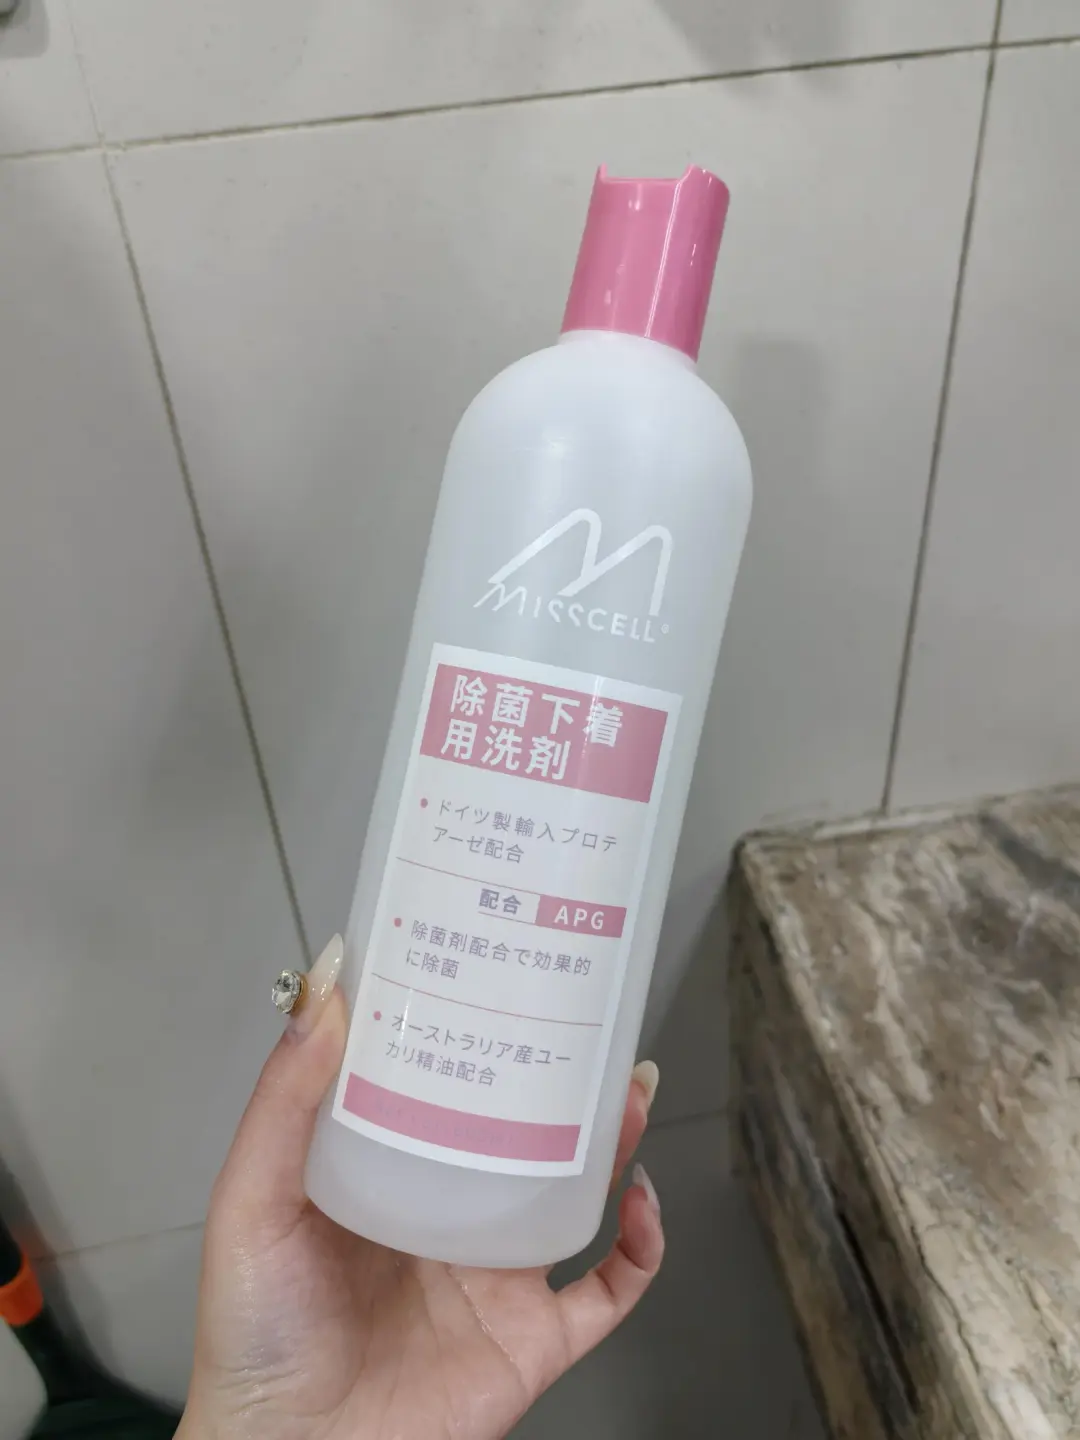 MISSCELL®
除菌下着
用洗剤
• ドイツ製輸入プロテ
アーゼ配合
配合 APG
• 除菌剤配合で効果的
に除菌
• オーストラリア産ユー
カリ精油配合